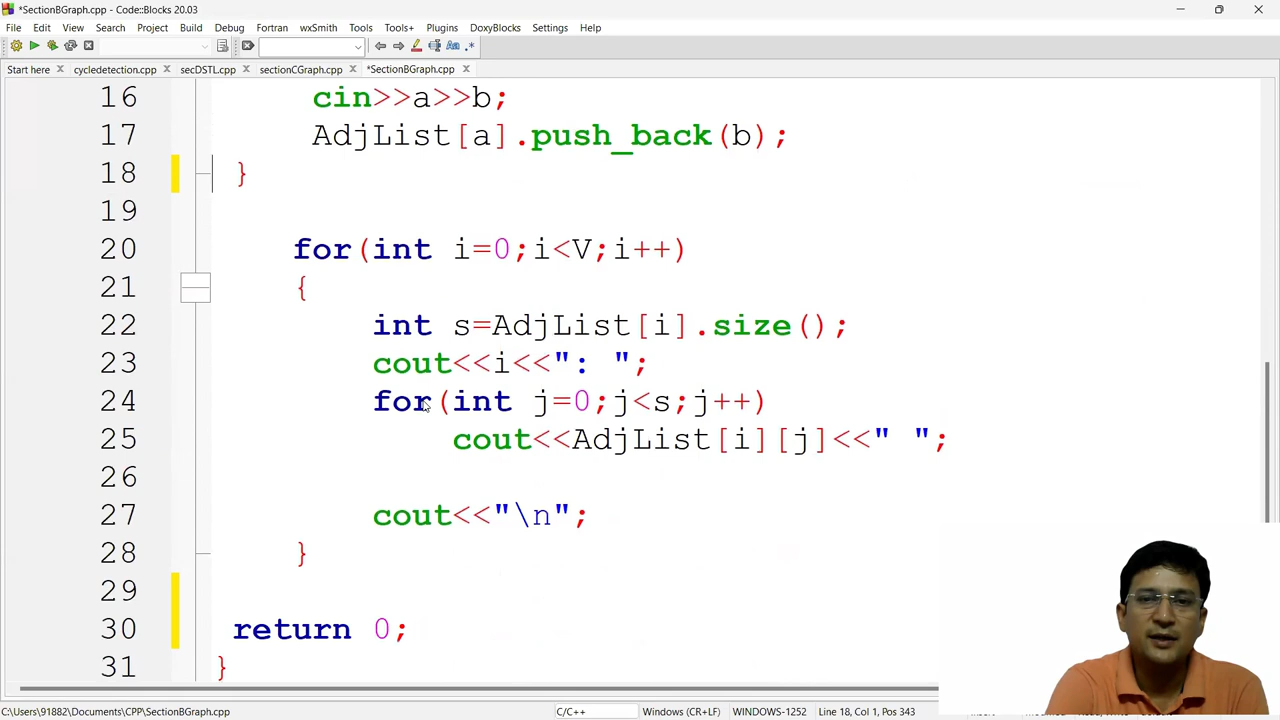 *SectionBGraph.cpp - Code::Blocks 20.03
File Edit View Search Project Build Debug Fortran wxSmith Tools Tools+ Plugins DoxyBlocks Settings Help
Start here cycledetection.cpp secDSTL.cpp sectionCGraph.cpp *SectionBGraph.cpp
16 cin>>a>>b;
17 AdjList[a].push_back(b);
18 }
19
20 for(int i=0;i<V;i++)
21 {
22 int s=AdjList[i].size();
23 cout<<i<<": ";
24 for(int j=0;j<s;j++)
25 cout<<AdjList[i][j]<<" ";
26
27 cout<<"\n";
28 }
29
30 return 0;
31 }
C:\Users\91882\Documents\CPP\SectionBGraph.cpp C/C++ Windows (CR+LF) WINDOWS-1252 Line 18, Col 1, Pos 343